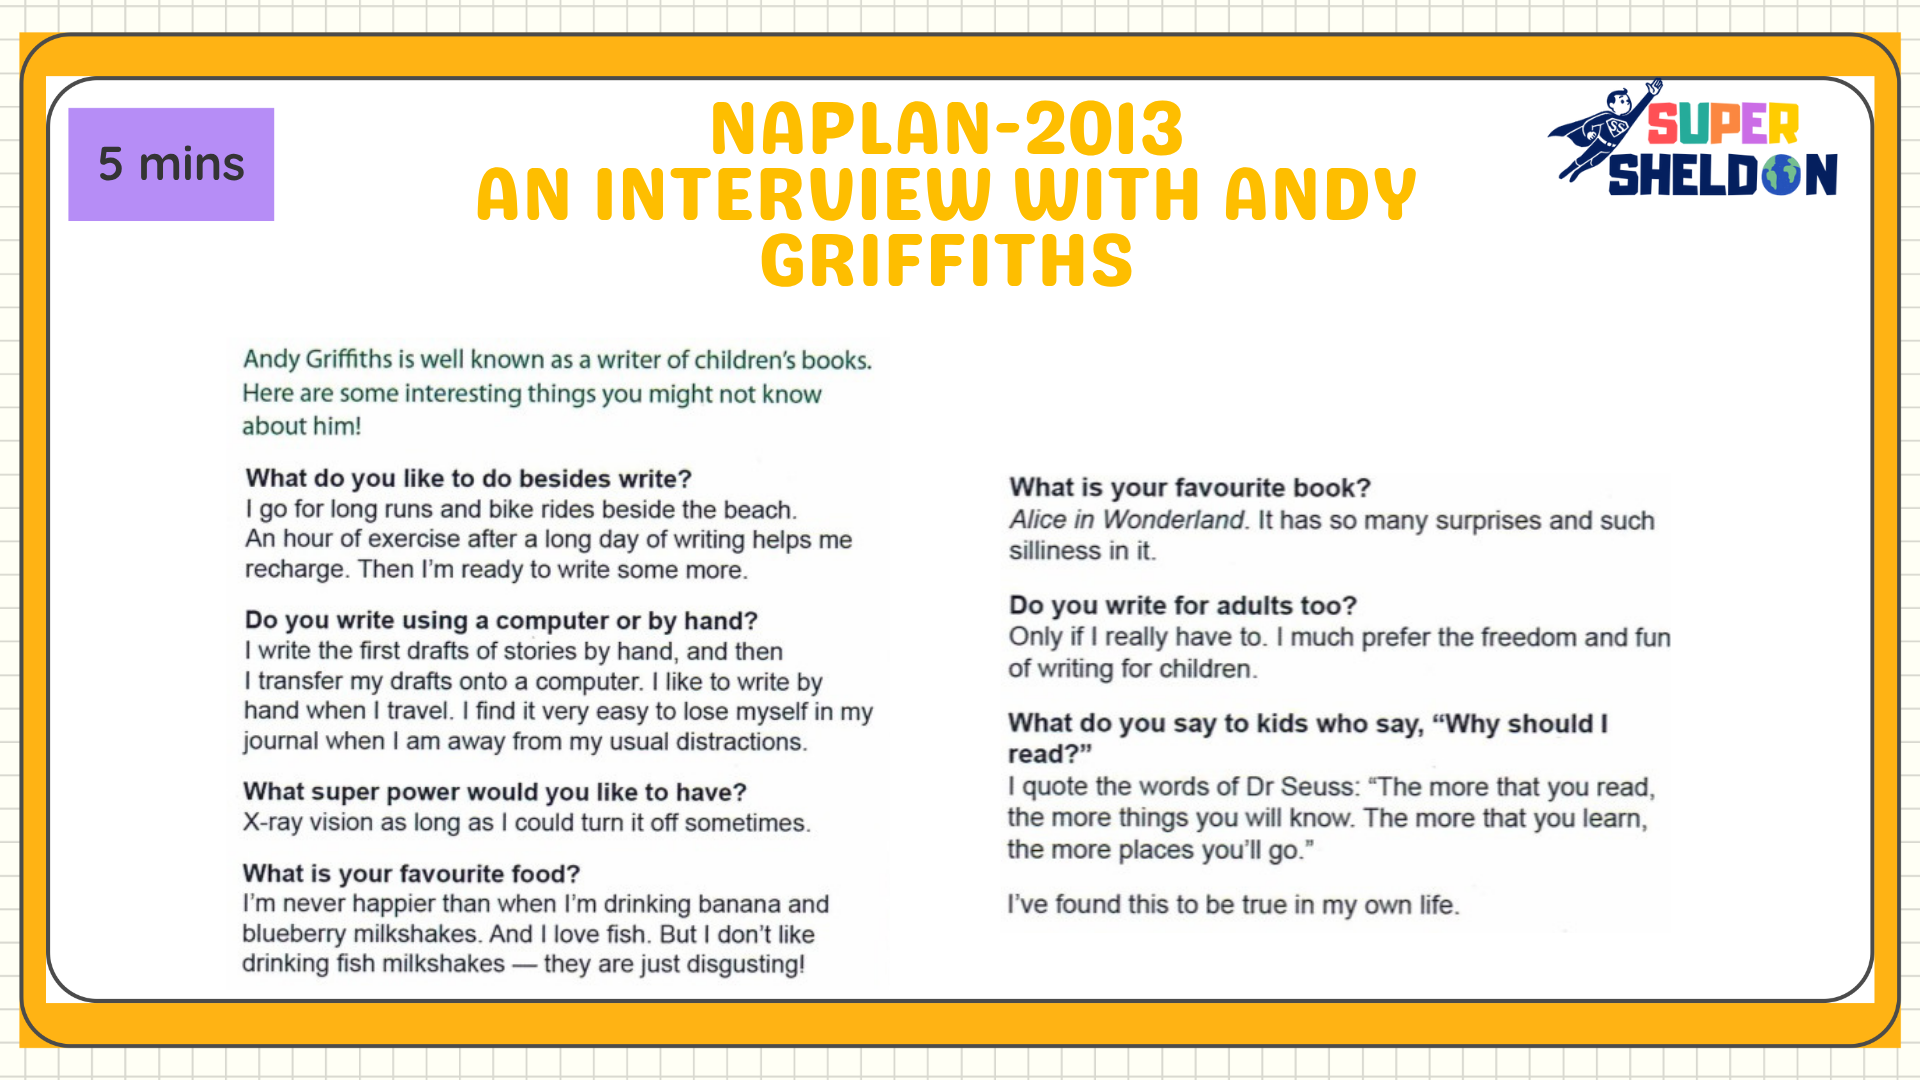 5 mins
NAPLAN-2013
AN INTERVIEW WITH ANDY
GRIFFITHS
SS
SUPER
SHELDON
Andy Griffiths is well known as a writer of children's books.
Here are some interesting things you might not know
about him!
What do you like to do besides write?
I go for long runs and bike rides beside the beach.
An hour of exercise after a long day of writing helps me
recharge. Then I'm ready to write some more.
Do you write using a computer or by hand?
I write the first drafts of stories by hand, and then
I transfer my drafts onto a computer. I like to write by
hand when I travel. I find it very easy to lose myself in my
journal when I am away from my usual distractions.
What super power would you like to have?
X-ray vision as long as I could turn it off sometimes.
What is your favourite food?
I'm never happier than when I'm drinking banana and
blueberry milkshakes. And I love fish. But I don't like
drinking fish milkshakes — they are just disgusting!
What is your favourite book?
Alice in Wonderland. It has so many surprises and such
silliness in it.
Do you write for adults too?
Only if I really have to. I much prefer the freedom and fun
of writing for children.
What do you say to kids who say, “Why should I
read?”
I quote the words of Dr Seuss: “The more that you read,
the more things you will know. The more that you learn,
the more places you'll go.”
I've found this to be true in my own life.